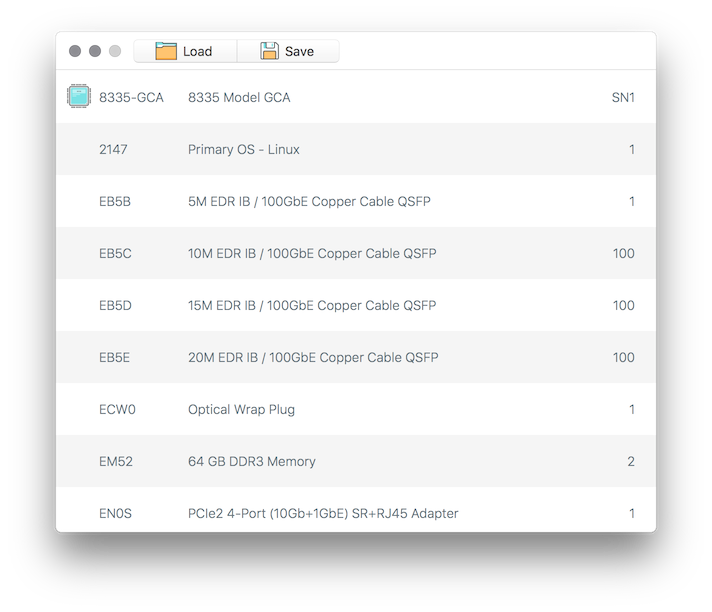 Load Save
8335-GCA 8335 Model GCA SN1
2147 Primary OS - Linux 1
EB5B 5M EDR IB / 100GbE Copper Cable QSFP 1
EB5C 10M EDR IB / 100GbE Copper Cable QSFP 100
EB5D 15M EDR IB / 100GbE Copper Cable QSFP 100
EB5E 20M EDR IB / 100GbE Copper Cable QSFP 100
ECW0 Optical Wrap Plug 1
EM52 64 GB DDR3 Memory 2
EN0S PCIe2 4-Port (10Gb+1GbE) SR+RJ45 Adapter 1